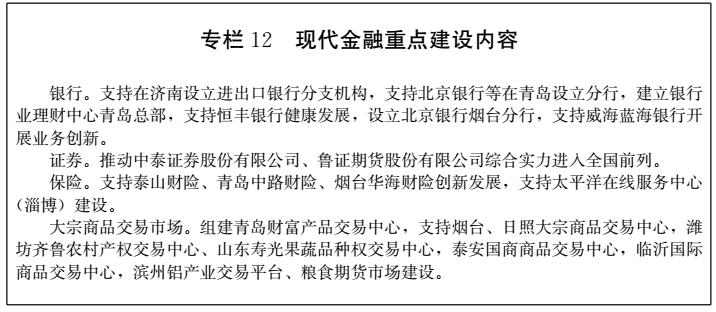 专栏 12 现代金融重点建设内容
银行。支持在济南设立进出口银行分支机构，支持北京银行等在青岛设立分行，建立银行
业理财中心青岛总部，支持恒丰银行健康发展，设立北京银行烟台分行，支持威海蓝海银行开
展业务创新。
证券。推动中泰证券股份有限公司、鲁证期货股份有限公司综合实力进入全国前列。
保险。支持泰山财险、青岛中路财险、烟台华海财险创新发展，支持太平洋在线服务中心
（淄博）建设。
大宗商品交易市场。组建青岛财富产品交易中心，支持烟台、日照大宗商品交易中心，潍
坊齐鲁农村产权交易中心、山东寿光果蔬品种权交易中心，泰安国商商品交易中心，临沂国际
商品交易中心，滨州铝产业交易平台、粮食期货市场建设。